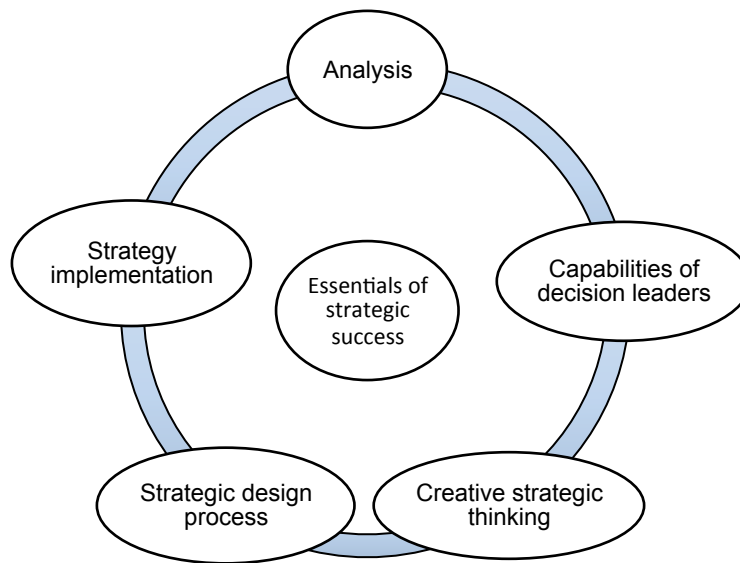 Analysis
Strategy
implementation
Essentials of
strategic
success
Capabilities of
decision leaders
Strategic design
process
Creative strategic
thinking